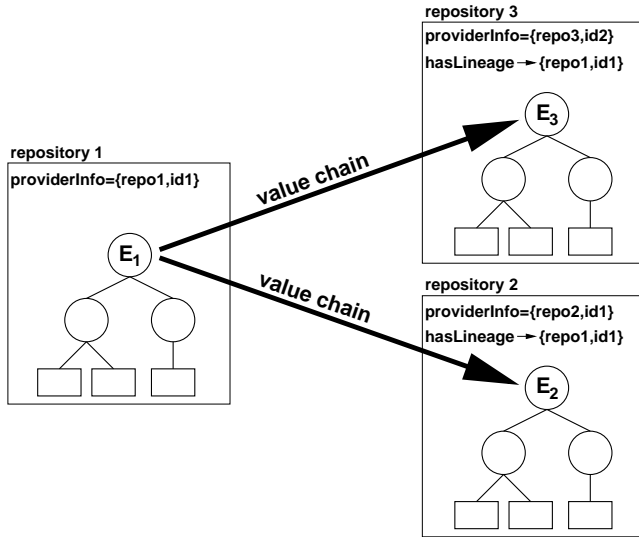 repository 3
providerInfo={repo3,id2}
hasLineage→{repo1,id1}
E3
value chain
repository 1
providerInfo={repo1,id1}
E1
value chain
repository 2
providerInfo={repo2,id1}
hasLineage→{repo1,id1}
E2